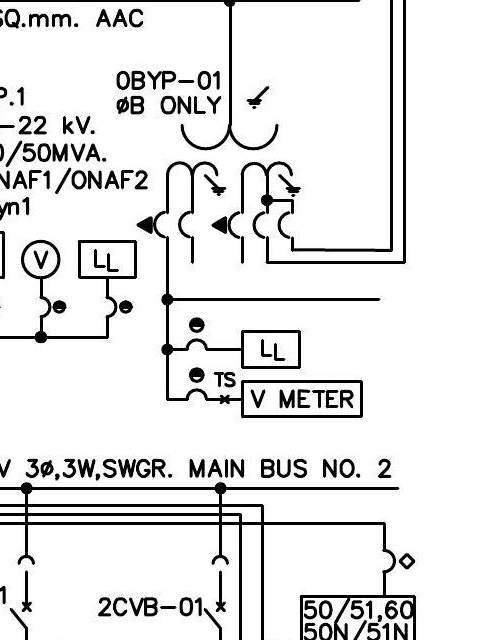 SQ.mm. AAC
0BYP-01
ØB ONLY
P.1
-22 kV.
0/50MVA.
NAF1/ONAF2
yn1
V
LL
LL
TS
V METER
V 3ø,3W,SWGR. MAIN BUS NO. 2
1
2CVB-01
50/51,60
50N/51N